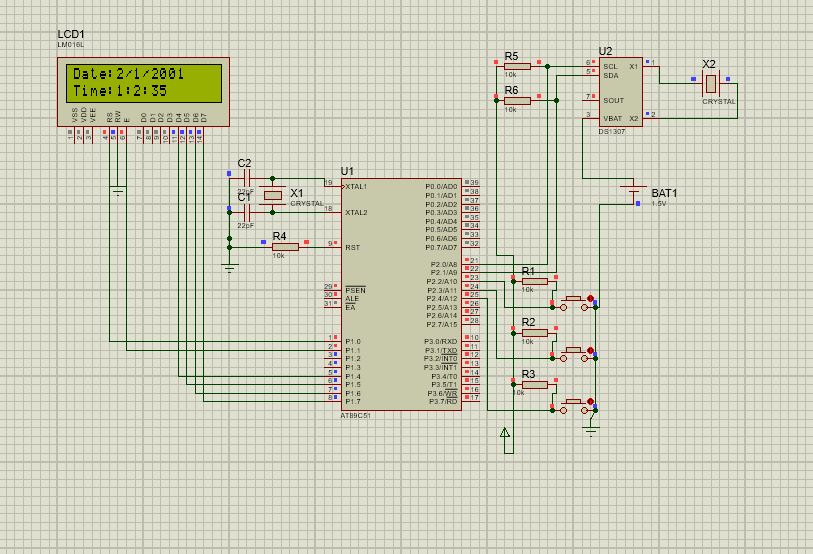 LCD1
LM016L
Date:2/1/2001
Time:1:2:35
VSS VDD VEE RS RW E D0 D1 D2 D3 D4 D5 D6 D7
1 2 3 4 5 6 7 8 9 10 11 12 13 14
C2
22pF
C1
22pF
X1
CRYSTAL
R4
10k
U1
19 XTAL1
18 XTAL2
9 RST
29 PSEN
30 ALE
31 EA
1 P1.0
2 P1.1
3 P1.2
4 P1.3
5 P1.4
6 P1.5
7 P1.6
8 P1.7
P0.0/AD0 39
P0.1/AD1 38
P0.2/AD2 37
P0.3/AD3 36
P0.4/AD4 35
P0.5/AD5 34
P0.6/AD6 33
P0.7/AD7 32
P2.0/A8 21
P2.1/A9 22
P2.2/A10 23
P2.3/A11 24
P2.4/A12 25
P2.5/A13 26
P2.6/A14 27
P2.7/A15 28
P3.0/RXD 10
P3.1/TXD 11
P3.2/INT0 12
P3.3/INT1 13
P3.4/T0 14
P3.5/T1 15
P3.6/WR 16
P3.7/RD 17
AT89C51
R5
10k
R6
10k
U2
6 SCL
5 SDA
7 SOUT
3 VBAT
X1 1
X2 2
DS1307
X2
CRYSTAL
BAT1
1.5V
R1
10k
R2
10k
R3
10k